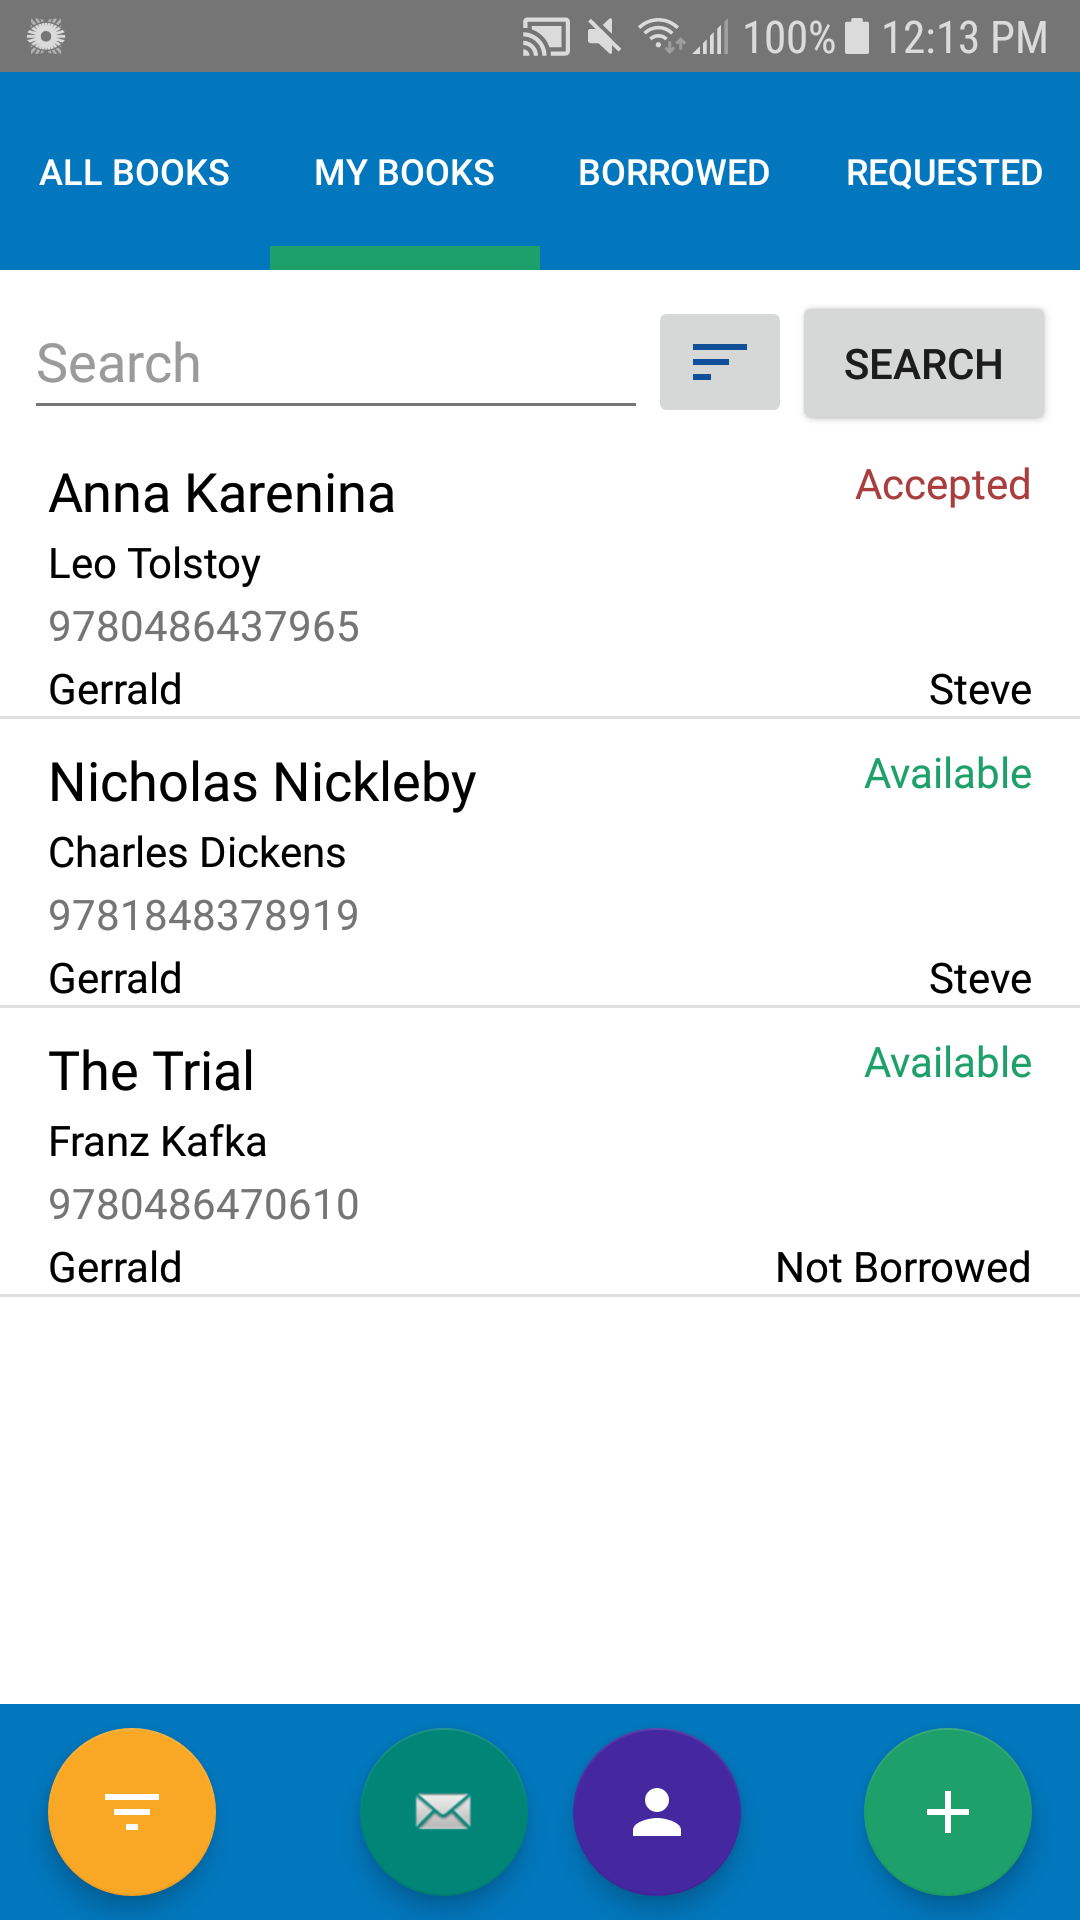 100% 12:13 PM
ALL BOOKS MY BOOKS BORROWED REQUESTED
Search SEARCH
Anna Karenina Accepted
Leo Tolstoy
9780486437965
Gerrald Steve
Nicholas Nickleby Available
Charles Dickens
9781848378919
Gerrald Steve
The Trial Available
Franz Kafka
9780486470610
Gerrald Not Borrowed